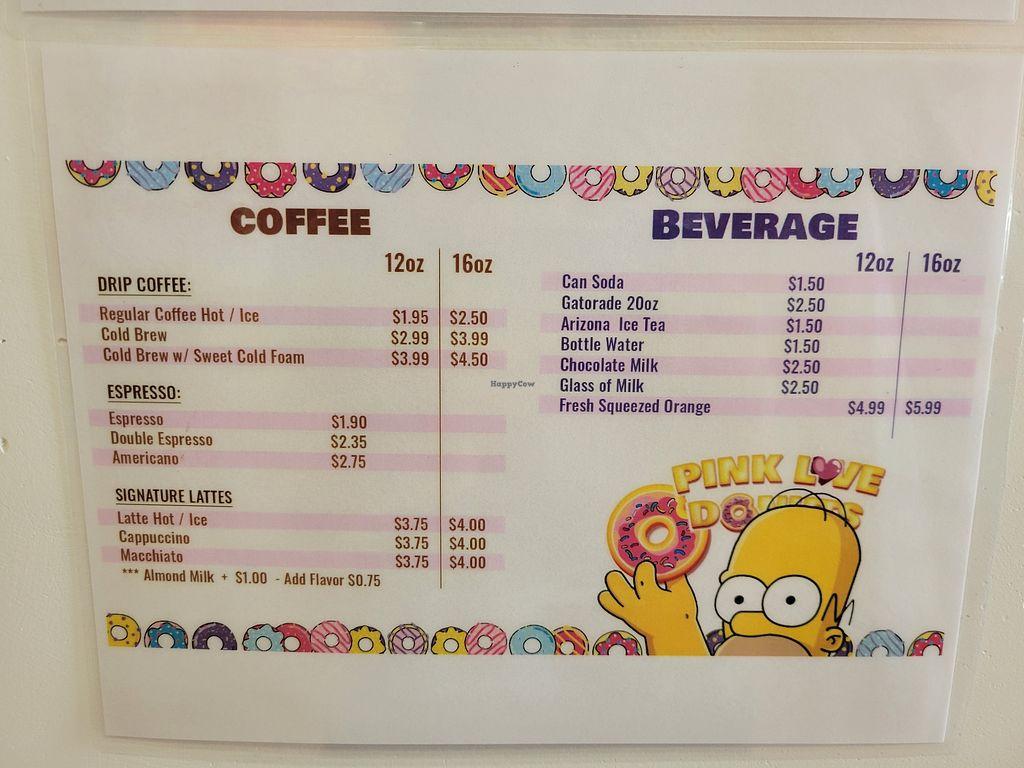 COFFEE
12oz 16oz
DRIP COFFEE:
Regular Coffee Hot / Ice $1.95 $2.50
Cold Brew $2.99 $3.99
Cold Brew w/ Sweet Cold Foam $3.99 $4.50
ESPRESSO:
Espresso $1.90
Double Espresso $2.35
Americano $2.75
SIGNATURE LATTES
Latte Hot / Ice $3.75 $4.00
Cappuccino $3.75 $4.00
Macchiato $3.75 $4.00
*** Almond Milk + $1.00 - Add Flavor $0.75
HappyCow
BEVERAGE
12oz 16oz
Can Soda $1.50
Gatorade 20oz $2.50
Arizona Ice Tea $1.50
Bottle Water $1.50
Chocolate Milk $2.50
Glass of Milk $2.50
Fresh Squeezed Orange $4.99 $5.99
PINK LOVE
DONUTS